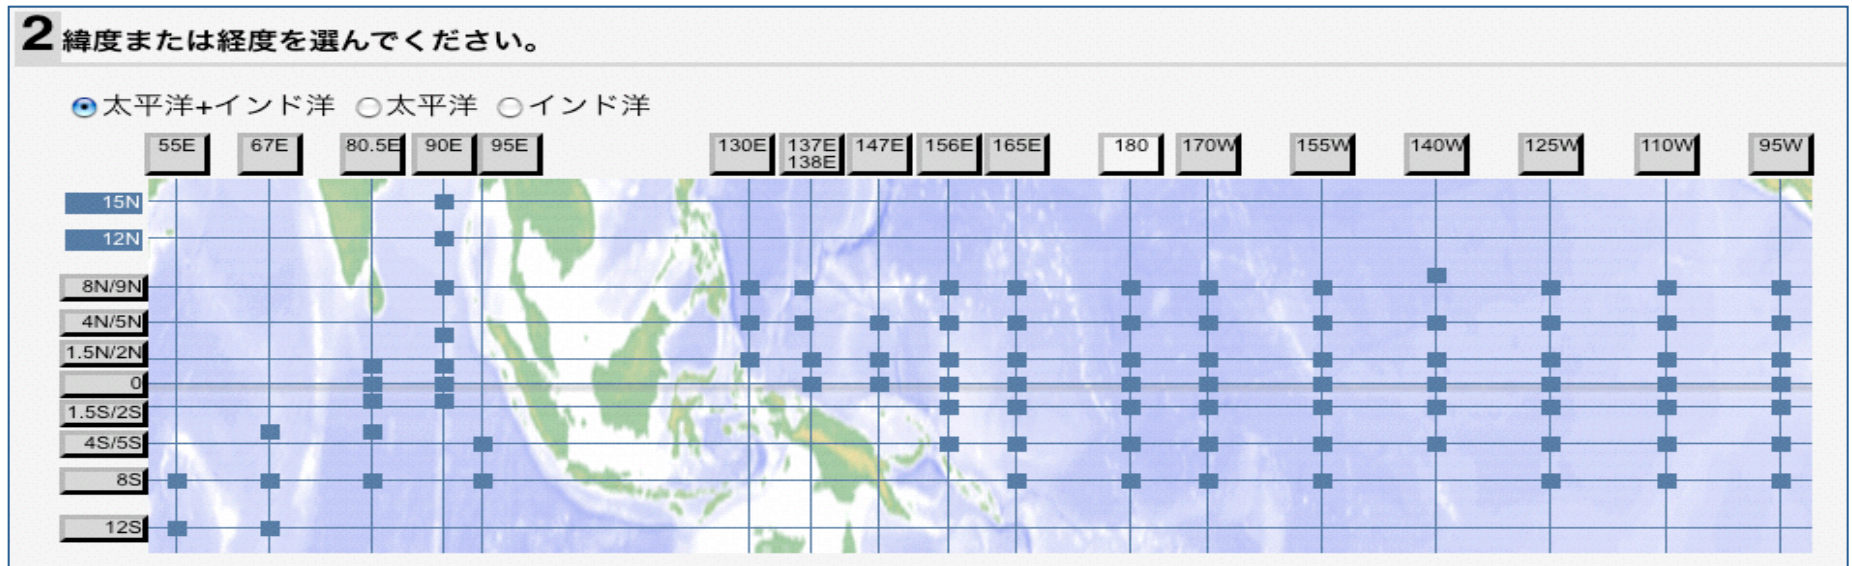 2 緯度または経度を選んでください。
太平洋+インド洋 太平洋 インド洋
55E 67E 80.5E 90E 95E 130E 137E 147E 156E 165E 180 170W 155W 140W 125W 110W 95W
138E
15N
12N
8N/9N
4N/5N
1.5N/2N
0
1.5S/2S
4S/5S
8S
12S